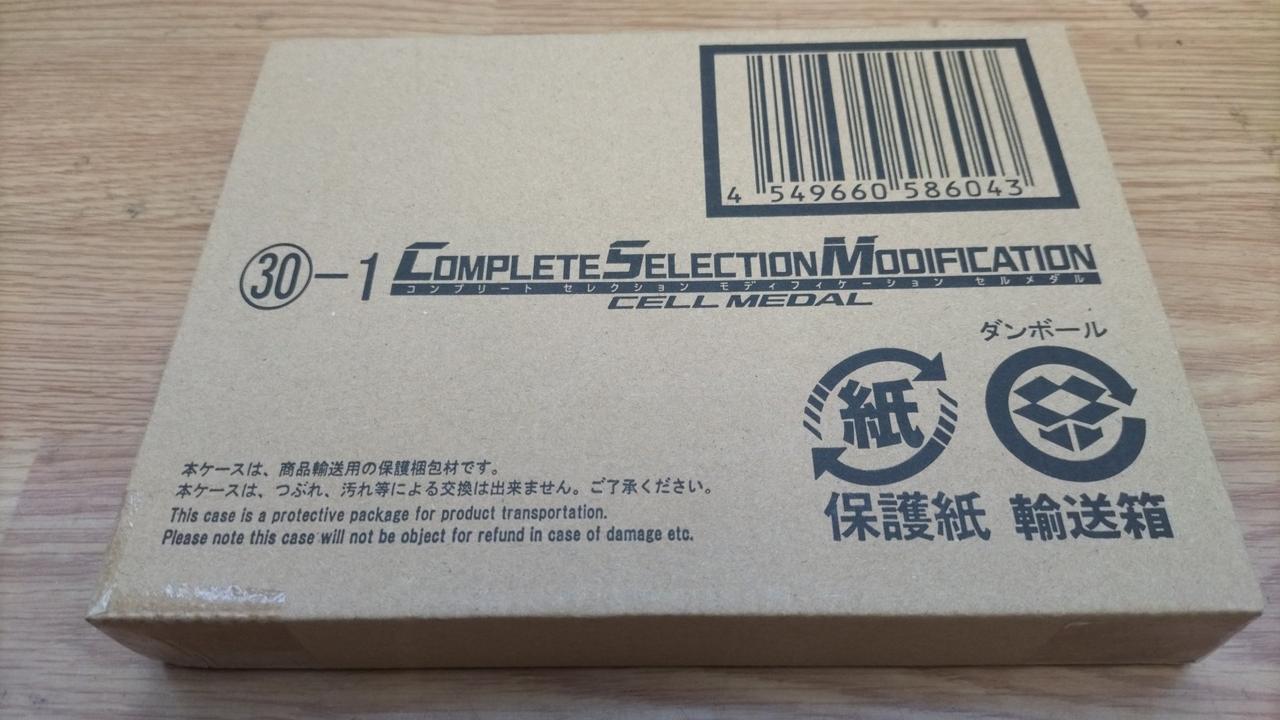 4 549660 586043
㉚－1 COMPLETE SELECTION MODIFICATION
コンプリート セレクション モディフィケーション セルメダル
CELL MEDAL
ダンボール
紙
保護紙 輸送箱
本ケースは、商品輸送用の保護梱包材です。
本ケースは、つぶれ、汚れ等による交換は出来ません。ご了承ください。
This case is a protective package for product transportation.
Please note this case will not be object for refund in case of damage etc.